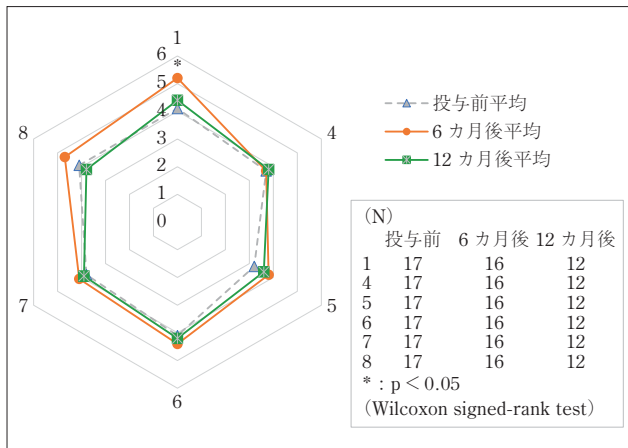 1
6
*
5
4
3
2
1
0
8
4
7
5
6
投与前平均
6 カ月後平均
12 カ月後平均
(N)
投与前 6 カ月後 12 カ月後
1 17 16 12
4 17 16 12
5 17 16 12
6 17 16 12
7 17 16 12
8 17 16 12
* : p < 0.05
(Wilcoxon signed-rank test)